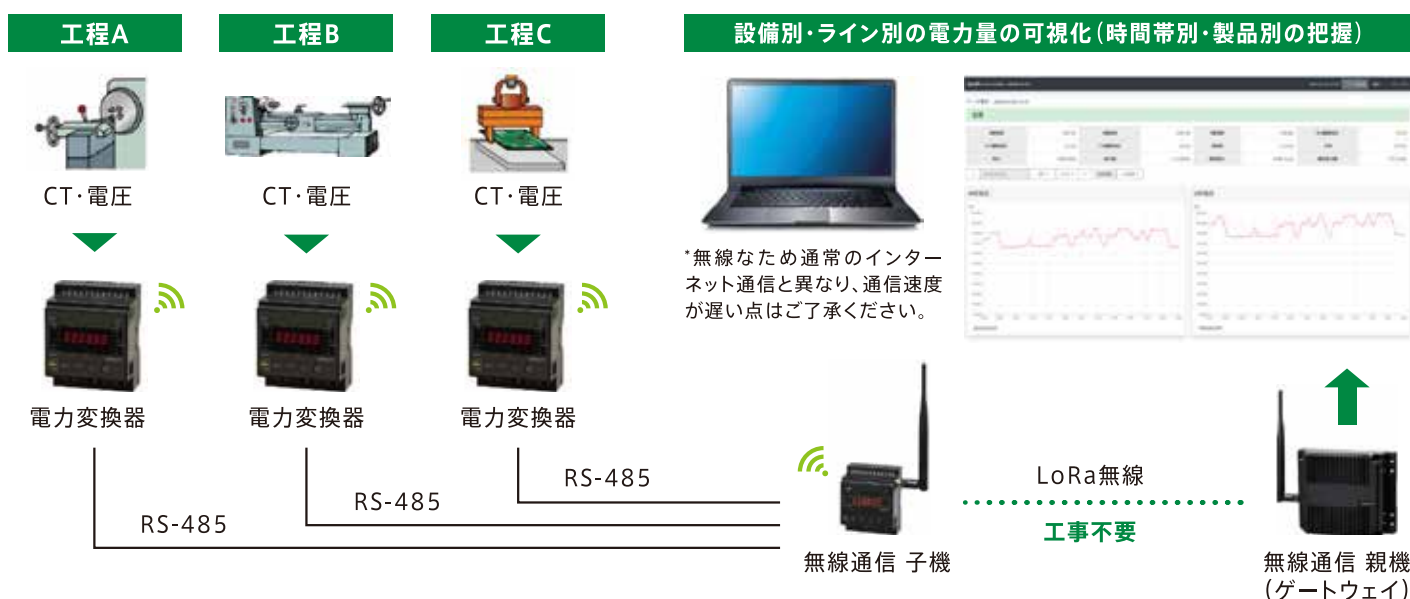 工程A
工程B
工程C
設備別・ライン別の電力量の可視化（時間帯別・製品別の把握）
CT・電圧
CT・電圧
CT・電圧
*無線なため通常のインター
ネット通信と異なり、通信速度
が遅い点はご了承ください。
電力変換器
電力変換器
電力変換器
RS-485
RS-485
RS-485
LoRa無線
工事不要
無線通信 子機
無線通信 親機
（ゲートウェイ）